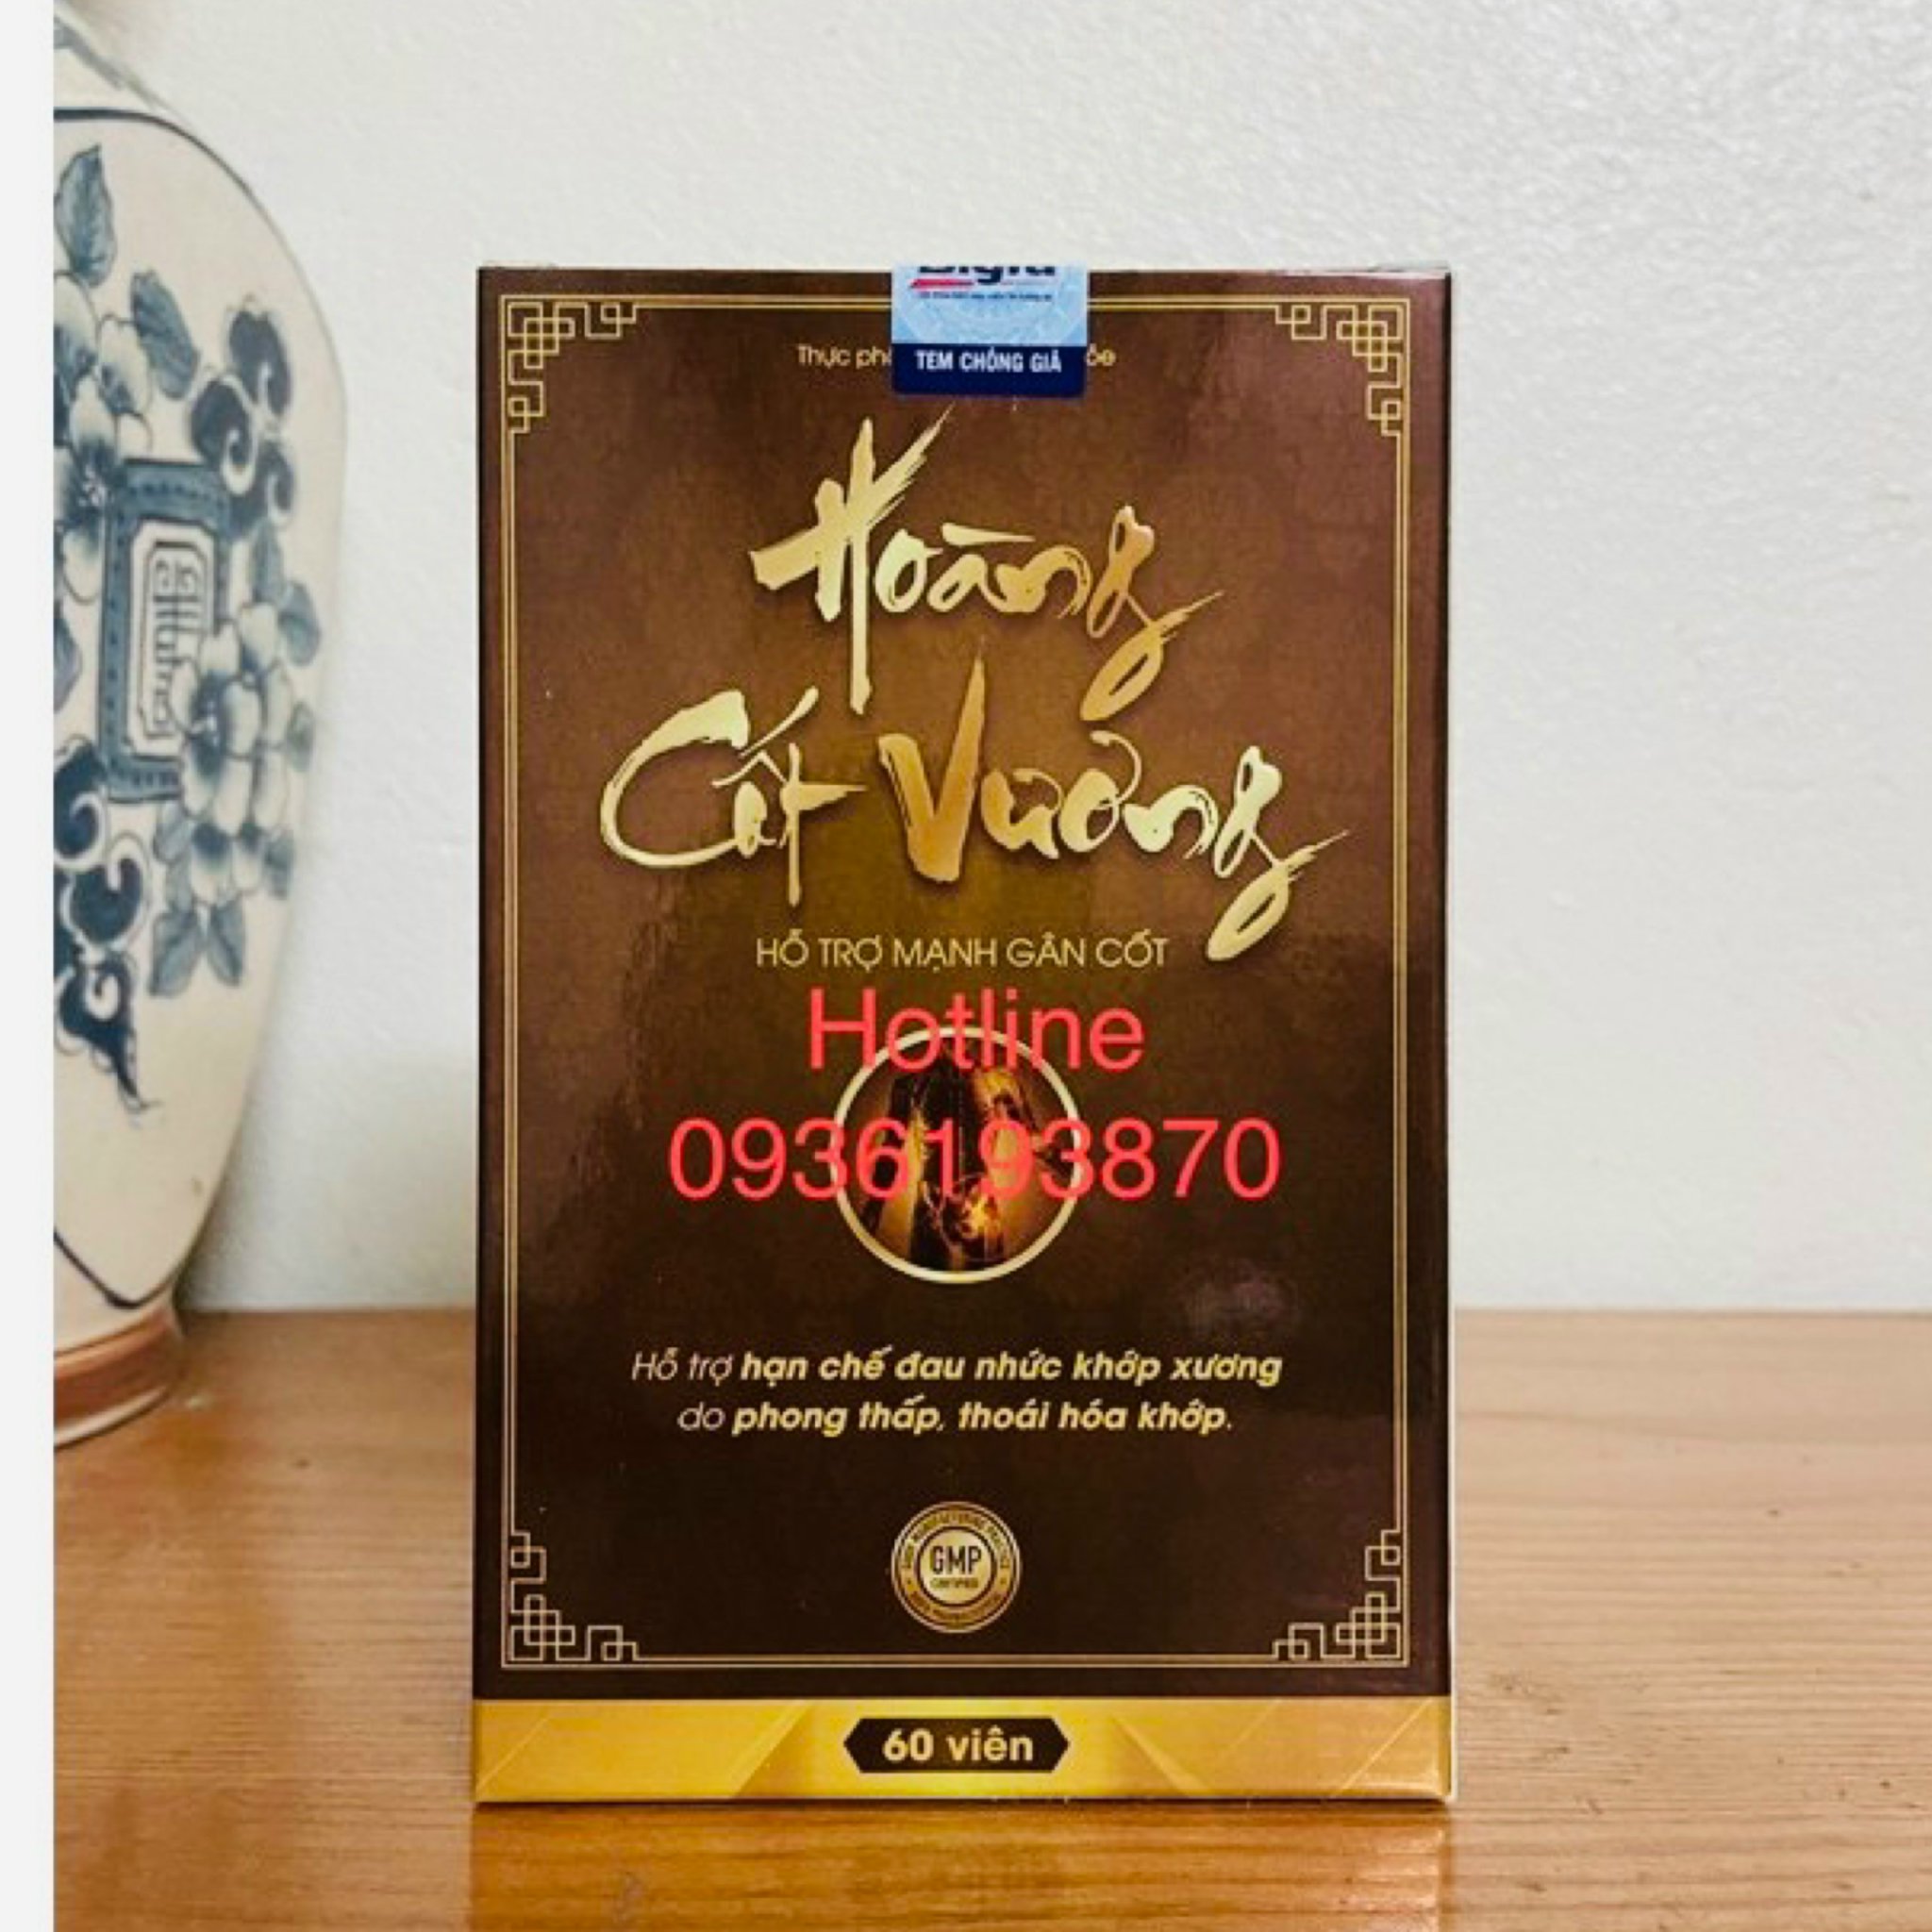 TEM CHỐNG GIẢ
Thực
Hoàng
Cốt Vương
HỖ TRỢ MẠNH GÂN CỐT
Hotline
0936193870
Hỗ trợ hạn chế đau nhức khớp xương
do phong thấp, thoái hóa khớp.
GMP
60 viên